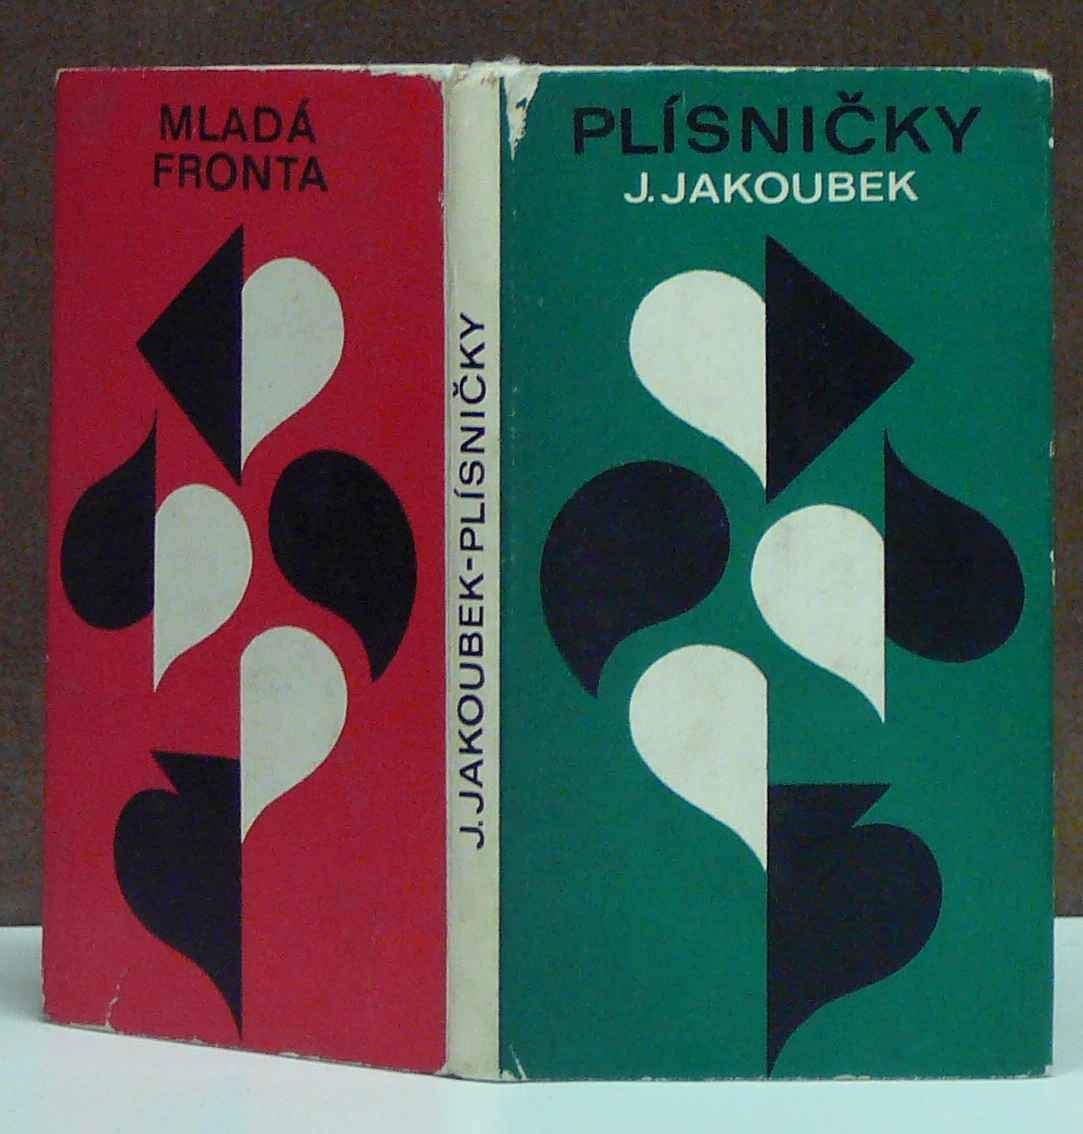 MLADÁ
FRONTA
J. JAKOUBEK-PLÍSNIČKY
PLÍSNIČKY
J. JAKOUBEK